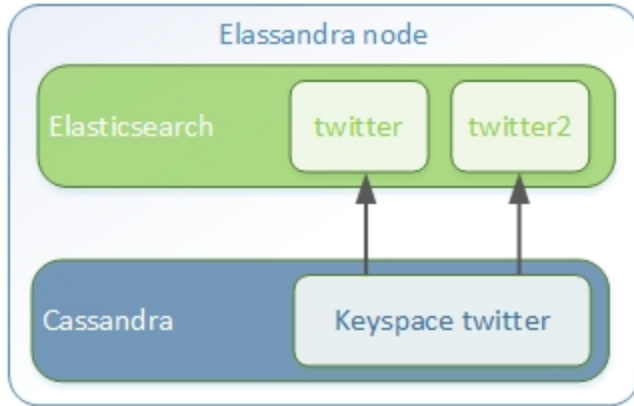 Elassandra node
Elasticsearch
twitter
twitter2
Cassandra
Keyspace twitter